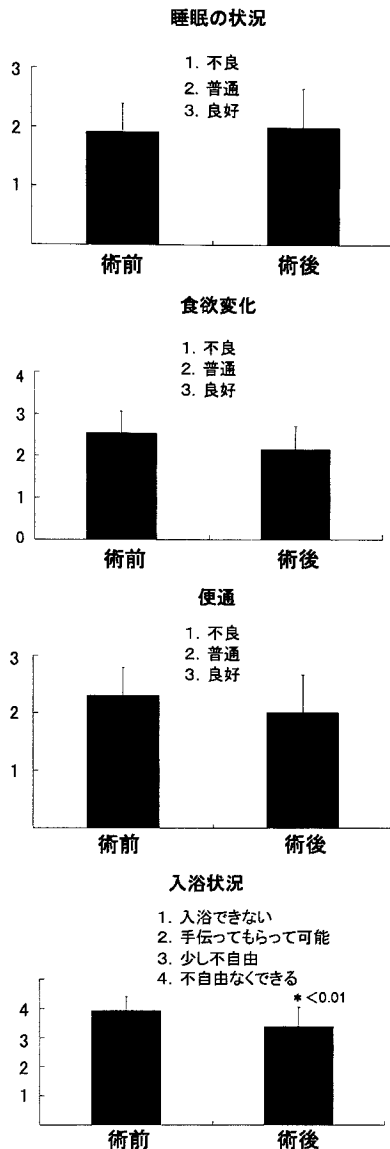 睡眠の状況
1. 不良
2. 普通
3. 良好
3
2
1
術前
術後
食欲変化
1. 不良
2. 普通
3. 良好
4
3
2
1
0
術前
術後
便通
1. 不良
2. 普通
3. 良好
3
2
1
術前
術後
入浴状況
1. 入浴できない
2. 手伝ってもらって可能
3. 少し不自由
4. 不自由なくできる
*<0.01
4
3
2
1
術前
術後